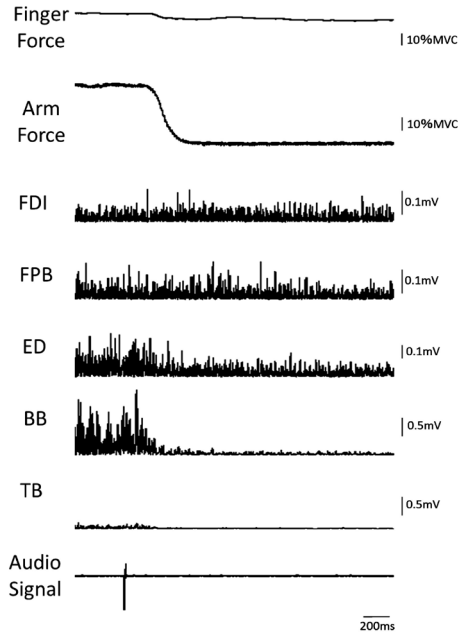 Finger
Force
10%MVC
Arm
Force
10%MVC
FDI
0.1mV
FPB
0.1mV
ED
0.1mV
BB
0.5mV
TB
0.5mV
Audio
Signal
200ms